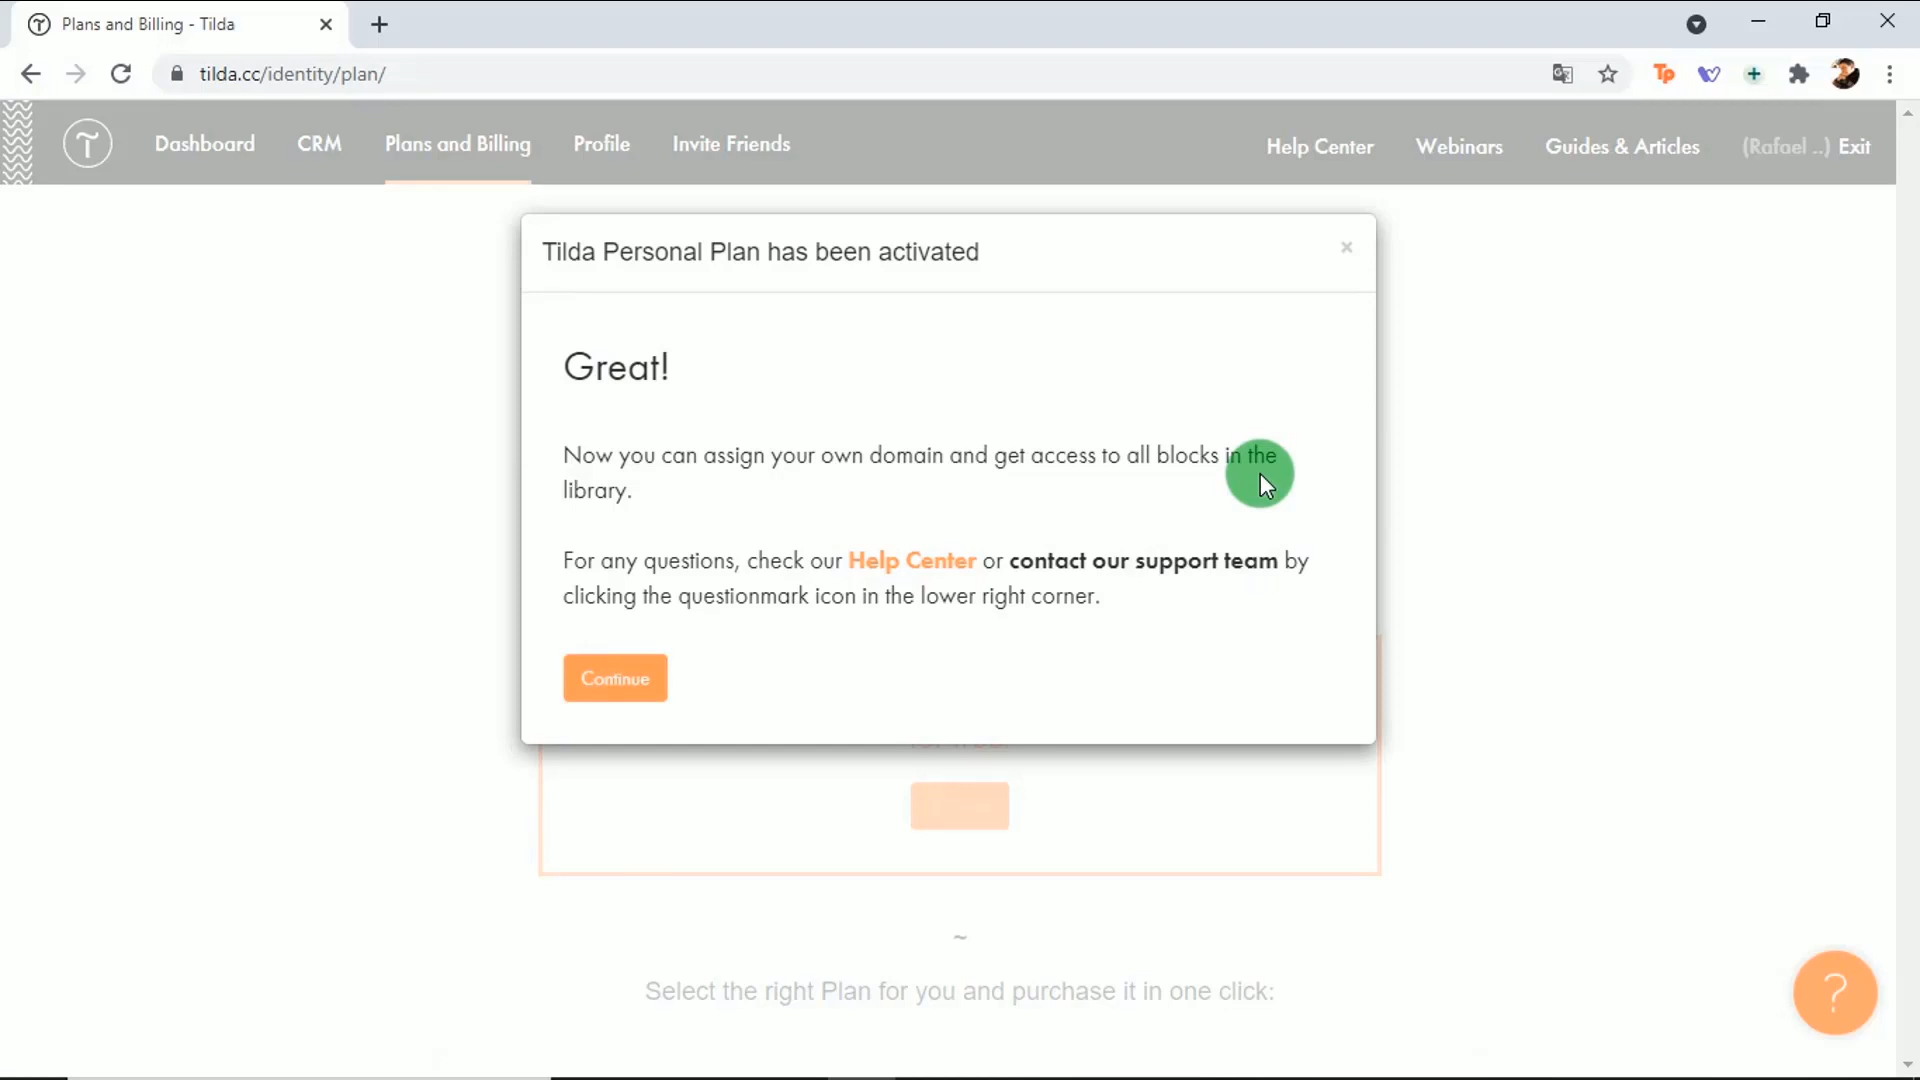 Plans and Billing - Tilda
tilda.cc/identity/plan/
Dashboard CRM Plans and Billing Profile Invite Friends Help Center Webinars Guides & Articles (Rafael ..) Exit
Tilda Personal Plan has been activated
Great!
Now you can assign your own domain and get access to all blocks in the
library.
For any questions, check our Help Center or contact our support team by
clicking the questionmark icon in the lower right corner.
Continue
~
Select the right Plan for you and purchase it in one click:
?